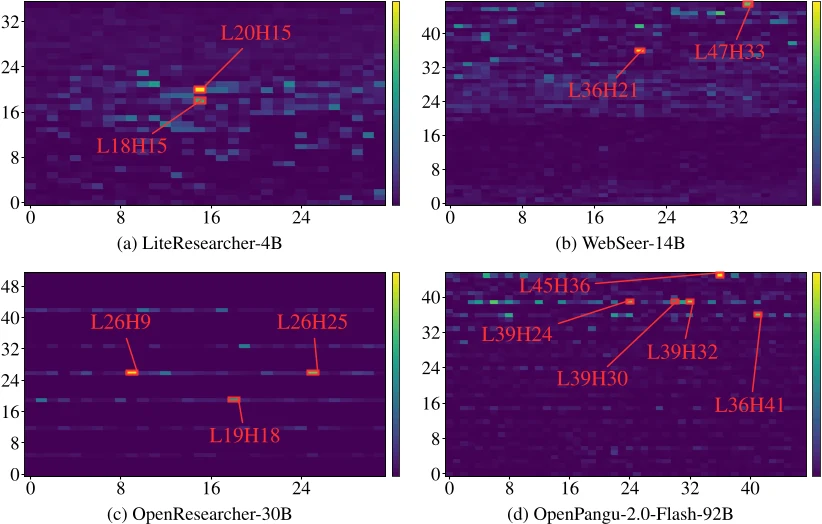 32
24
16
8
0
L20H15
L18H15
0 8 16 24
(a) LiteResearcher-4B
40
32
24
16
8
0
L47H33
L36H21
0 8 16 24 32
(b) WebSeer-14B
48
40
32
24
16
8
0
L26H9 L26H25
L19H18
0 8 16 24
(c) OpenResearcher-30B
40
32
24
16
8
0
L45H36
L39H24
L39H32
L39H30
L36H41
0 8 16 24 32 40
(d) OpenPangu-2.0-Flash-92B